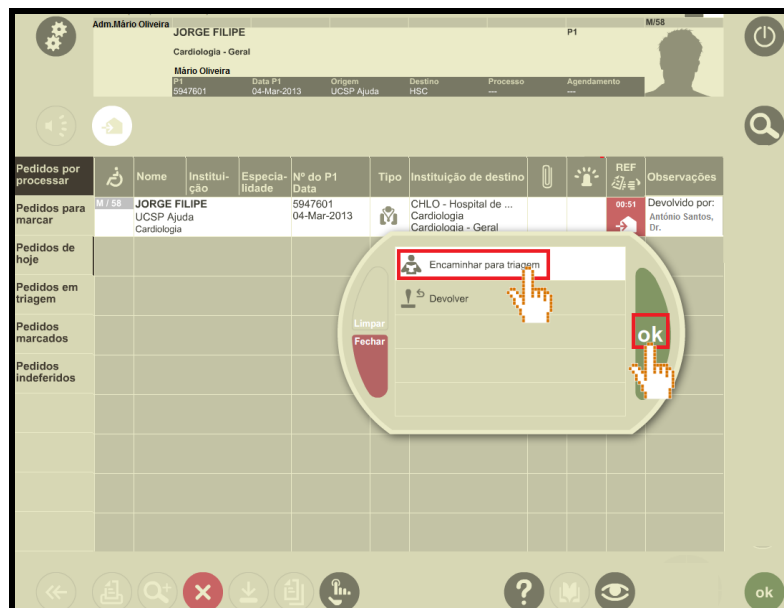 Adm.Mário Oliveira
JORGE FILIPE
P1
M/58
Cardiologia - Geral
Mário Oliveira
P1 Data P1 Origem Destino Processo Agendamento
5947601 04-Mar-2013 UCSP Ajuda HSC --- ---
Pedidos por
processar
Nome
Institui-
ção
Especia-
lidade
Nº do P1
Data
Tipo
Instituição de destino
REF
Observações
Pedidos para
marcar
M / 58
JORGE FILIPE
UCSP Ajuda
Cardiologia
5947601
04-Mar-2013
CHLO - Hospital de ...
Cardiologia
Cardiologia - Geral
00:51
Devolvido por:
António Santos,
Dr.
Pedidos de
hoje
Pedidos em
triagem
Pedidos
marcados
Pedidos
indeferidos
Encaminhar para triagem
Devolver
Limpar
Fechar
ok
ok